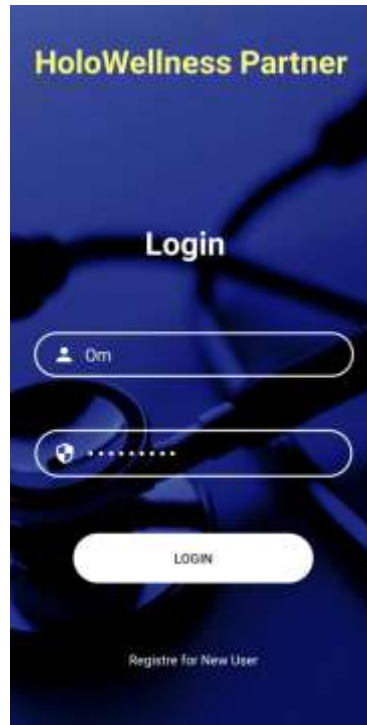 HoloWellness Partner
Login
Om
•••••••••
LOGIN
Registre for New User